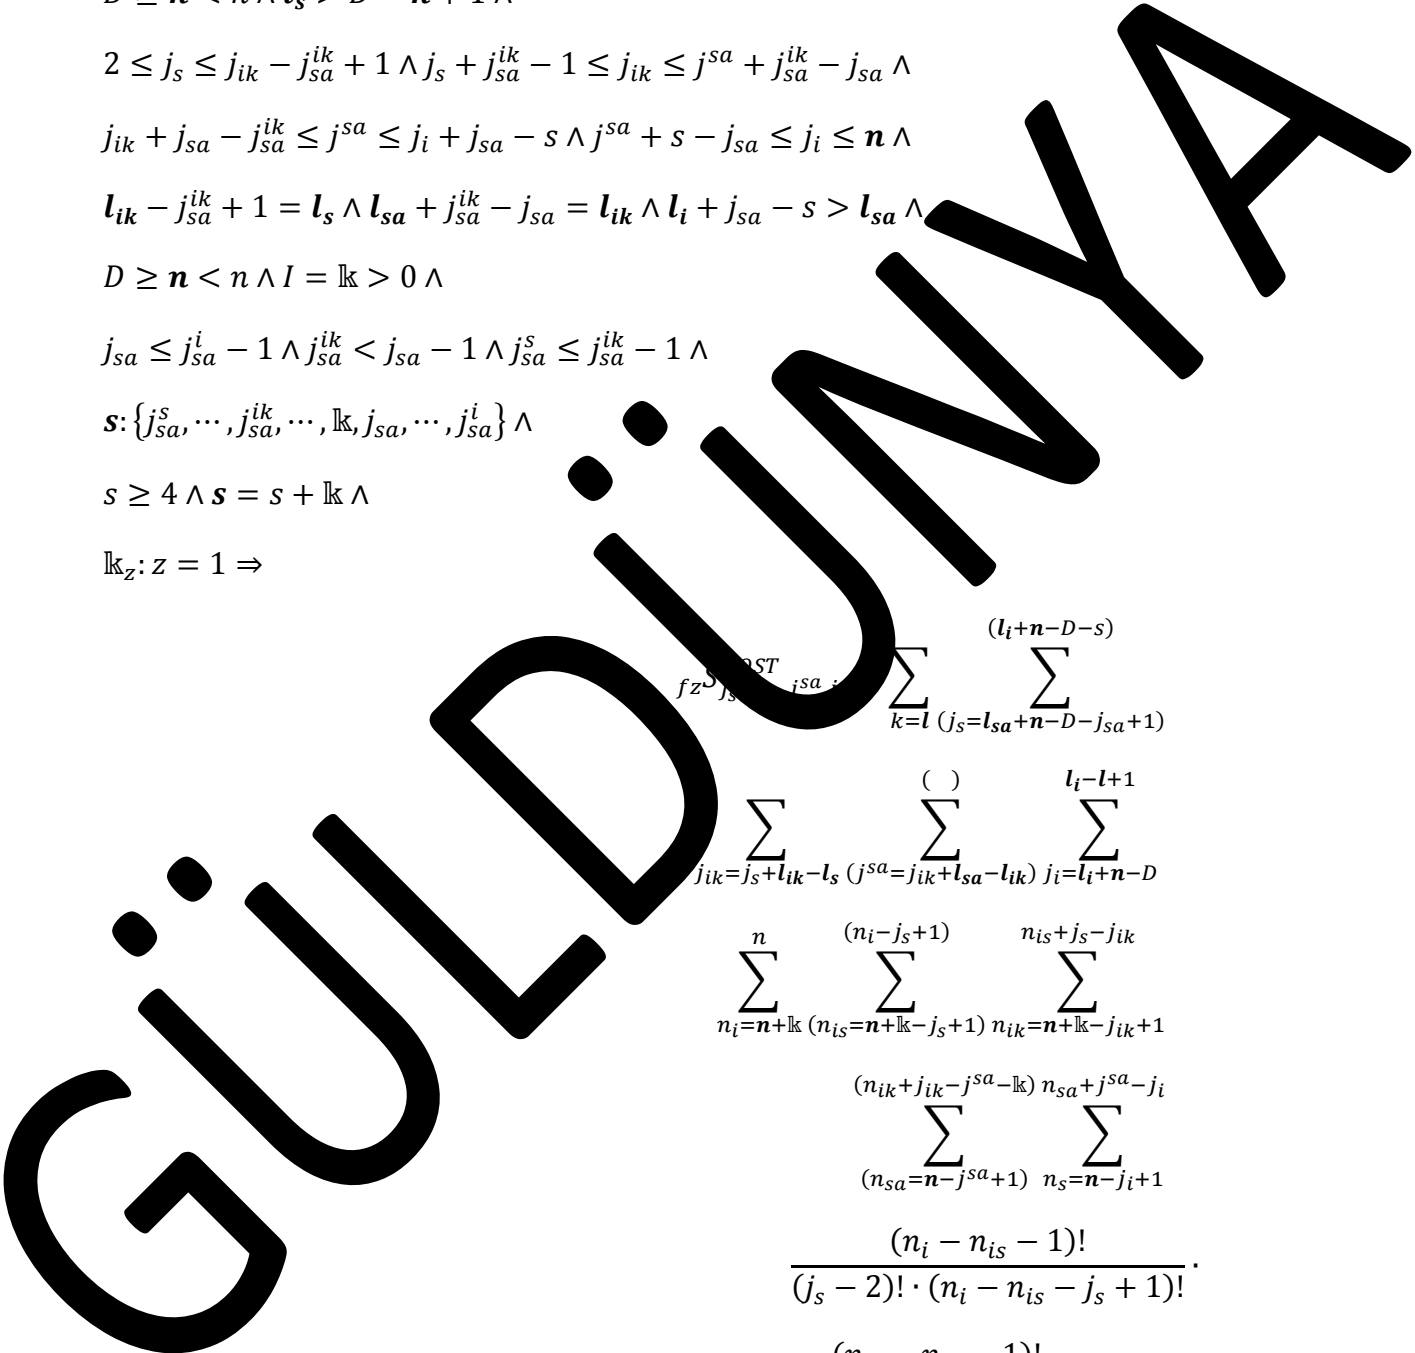 2 ≤ j_s ≤ j_{ik} − j_{sa}^{ik} + 1 ∧ j_s + j_{sa}^{ik} − 1 ≤ j_{ik} ≤ j^{sa} + j_{sa}^{ik} − j_{sa} ∧
j_{ik} + j_{sa} − j_{sa}^{ik} ≤ j^{sa} ≤ j_i + j_{sa} − s ∧ j^{sa} + s − j_{sa} ≤ j_i ≤ n ∧
l_{ik} − j_{sa}^{ik} + 1 = l_s ∧ l_{sa} + j_{sa}^{ik} − j_{sa} = l_{ik} ∧ l_i + j_{sa} − s > l_{sa} ∧
D ≥ n < n ∧ I = 𝕜 > 0 ∧
j_{sa} ≤ j_{sa}^i − 1 ∧ j_{sa}^{ik} < j_{sa} − 1 ∧ j_{sa}^s ≤ j_{sa}^{ik} − 1 ∧
s: {j_{sa}^s, ⋯, j_{sa}^{ik}, ⋯, 𝕜, j_{sa}, ⋯, j_{sa}^i} ∧
s ≥ 4 ∧ s = s + 𝕜 ∧
𝕜_z: z = 1 ⇒
∑_{k=l} ∑_{(j_s=l_{sa}+n−D−j_{sa}+1)}^{(l_i+n−D−s)}
∑_{j_{ik}=j_s+l_{ik}−l_s} ∑_{(j^{sa}=j_{ik}+l_{sa}−l_{ik})}^{( )} ∑_{j_i=l_i+n−D}^{l_i−l+1}
∑_{n_i=n+𝕜}^{n} ∑_{(n_{is}=n+𝕜−j_s+1)}^{(n_i−j_s+1)} ∑_{n_{ik}=n+𝕜−j_{ik}+1}^{n_{is}+j_s−j_{ik}}
∑_{(n_{sa}=n−j^{sa}+1)}^{(n_{ik}+j_{ik}−j^{sa}−𝕜)} ∑_{n_s=n−j_i+1}^{n_{sa}+j^{sa}−j_i}
(n_i − n_{is} − 1)!
(j_s − 2)! · (n_i − n_{is} − j_s + 1)! ·
GÜLDÜNYA